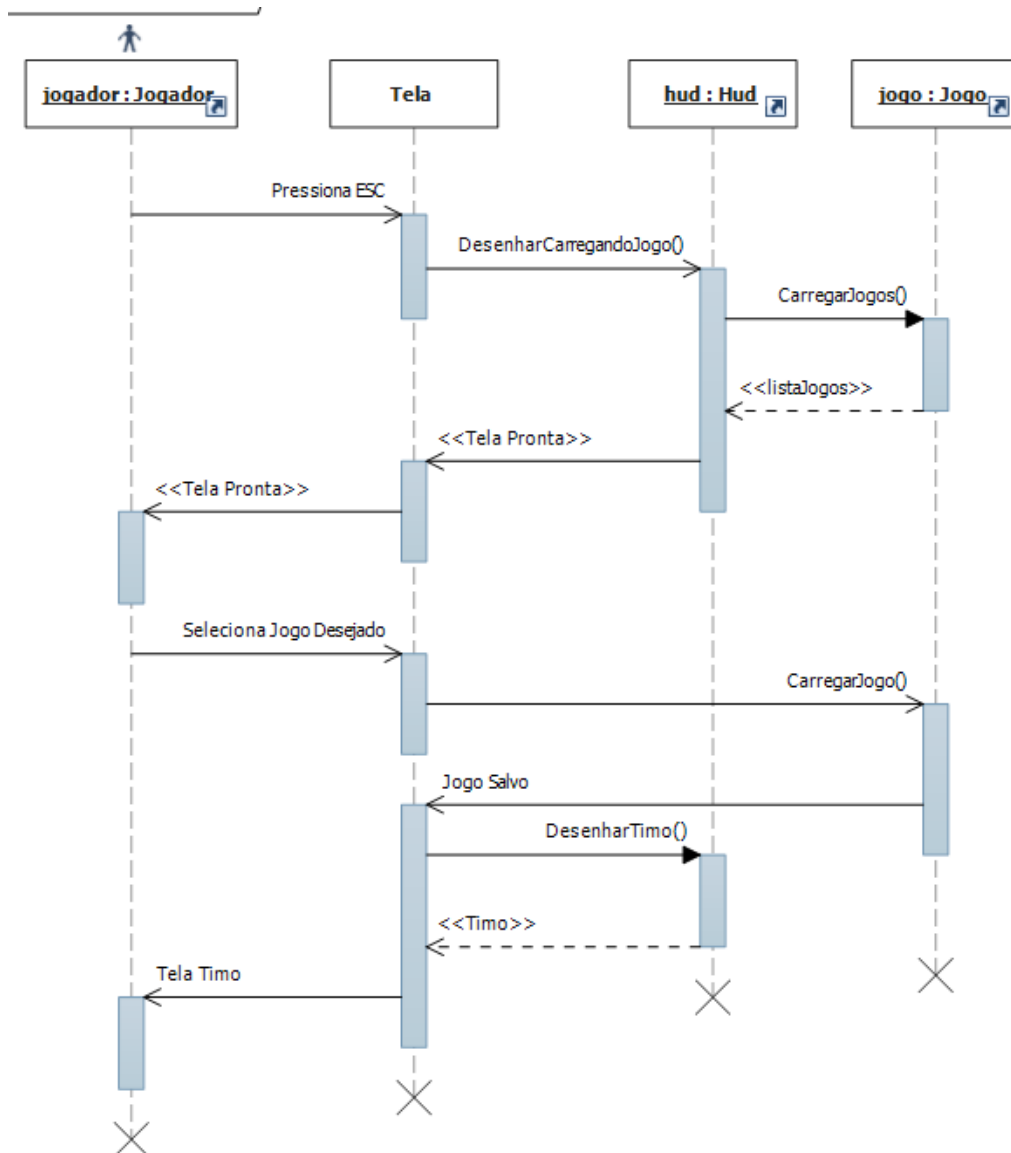 jogador : Jogador
Tela
hud : Hud
jogo : Jogo
Pressiona ESC
DesenharCarregandoJogo()
CarregarJogos()
<<listaJogos>>
<<Tela Pronta>>
<<Tela Pronta>>
Seleciona Jogo Desejado
CarregarJogo()
Jogo Salvo
DesenharTimo()
<<Timo>>
Tela Timo